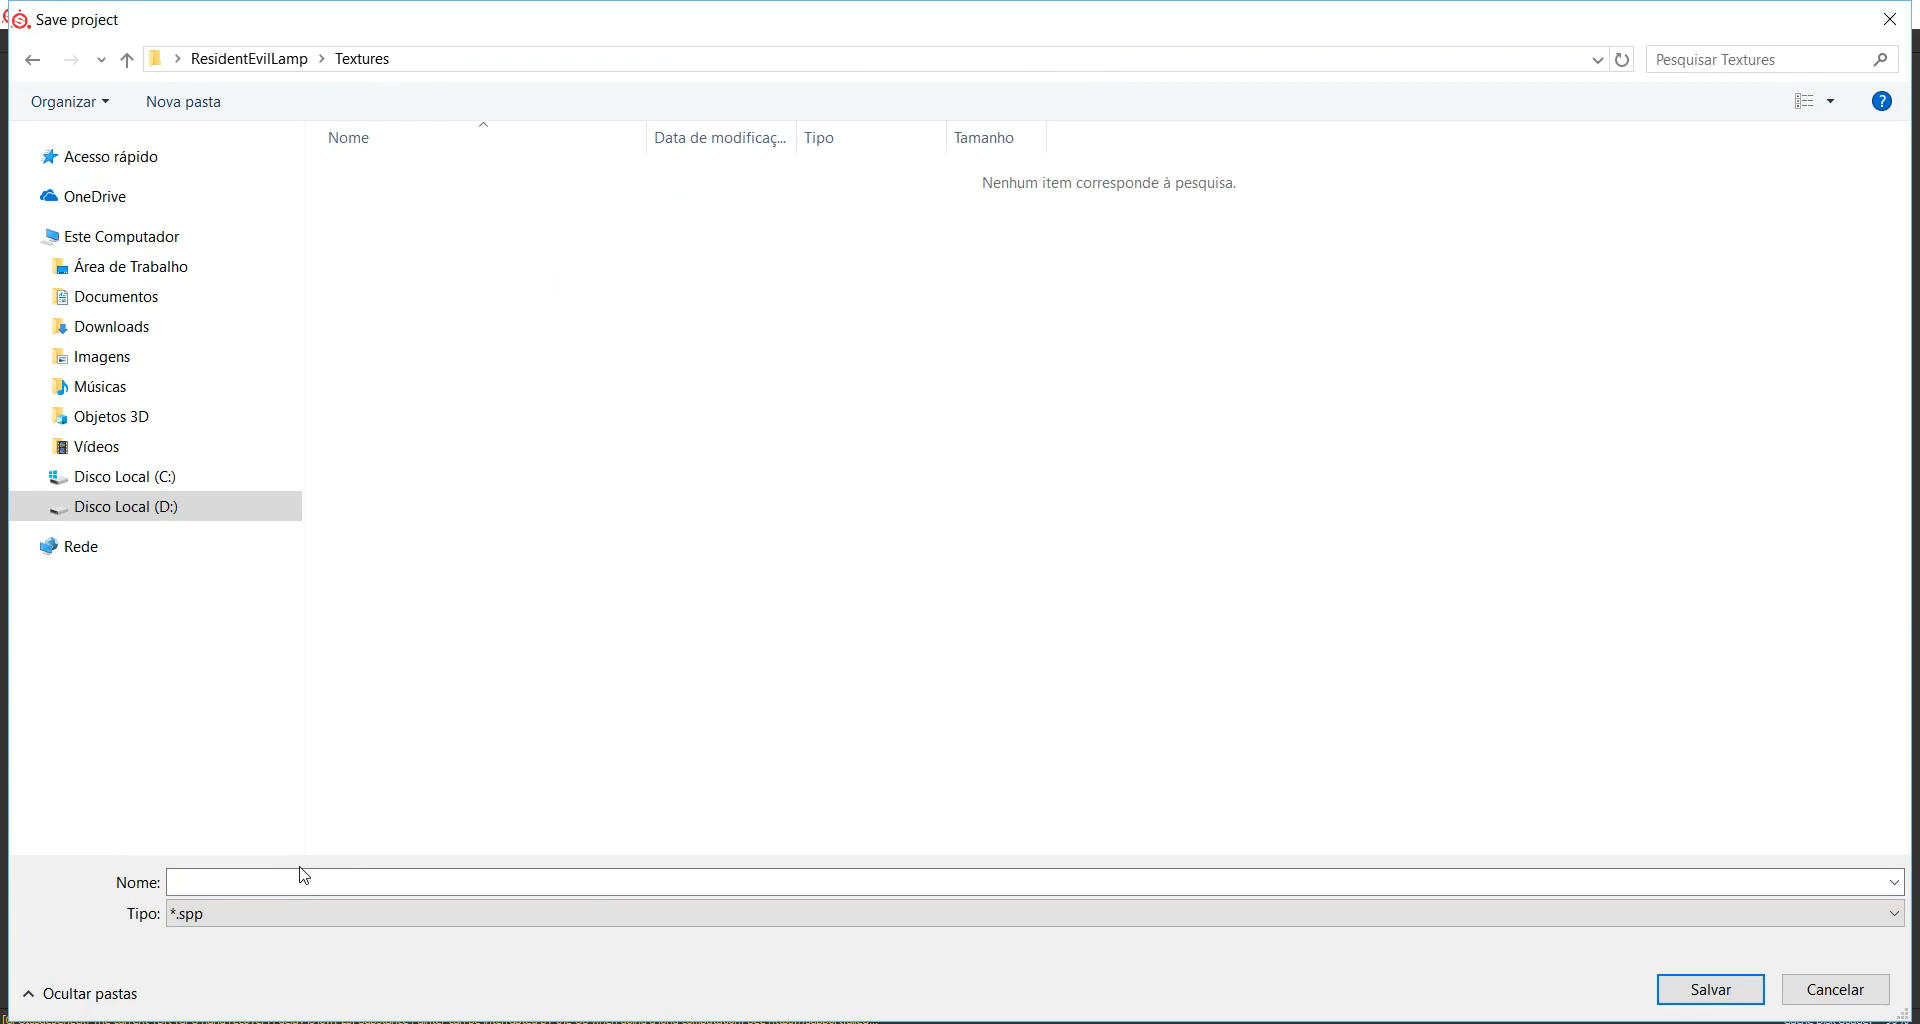 Save project
ResidentEvilLamp > Textures
Pesquisar Textures
Organizar
Nova pasta
Nome
Data de modificaç...
Tipo
Tamanho
Nenhum item corresponde à pesquisa.
Acesso rápido
OneDrive
Este Computador
Área de Trabalho
Documentos
Downloads
Imagens
Músicas
Objetos 3D
Vídeos
Disco Local (C:)
Disco Local (D:)
Rede
Nome:
Tipo: *.spp
Ocultar pastas
Salvar
Cancelar